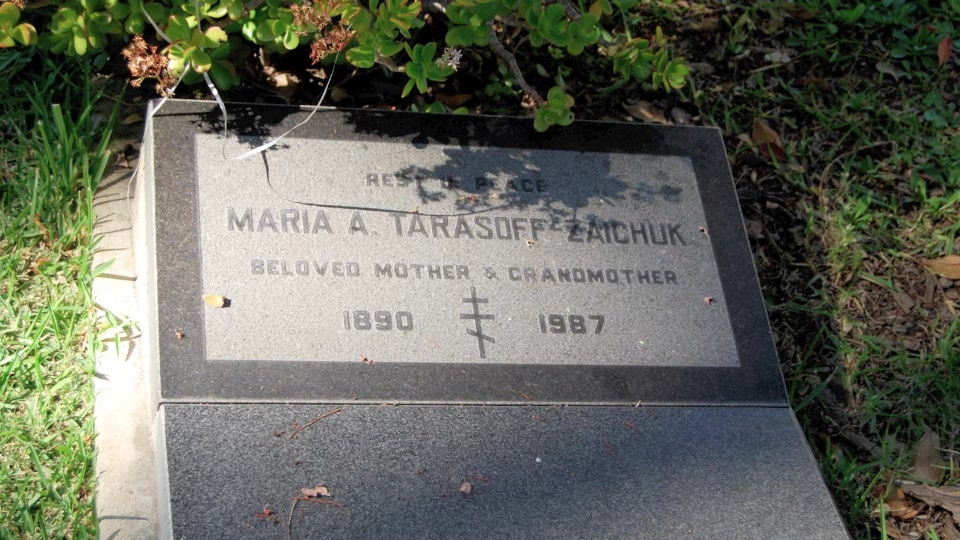 REST IN PEACE
MARIA A. TARASOFF-ZAICHUK
BELOVED MOTHER & GRANDMOTHER
1890 1987